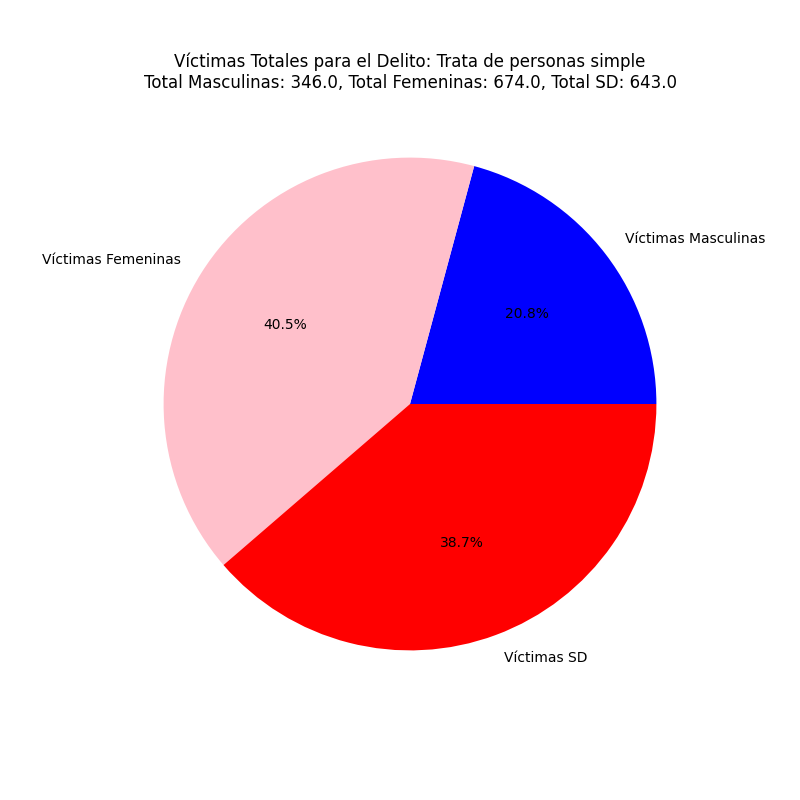 Víctimas Totales para el Delito: Trata de personas simple
Total Masculinas: 346.0, Total Femeninas: 674.0, Total SD: 643.0
Víctimas Masculinas
Víctimas Femeninas
20.8%
40.5%
38.7%
Víctimas SD